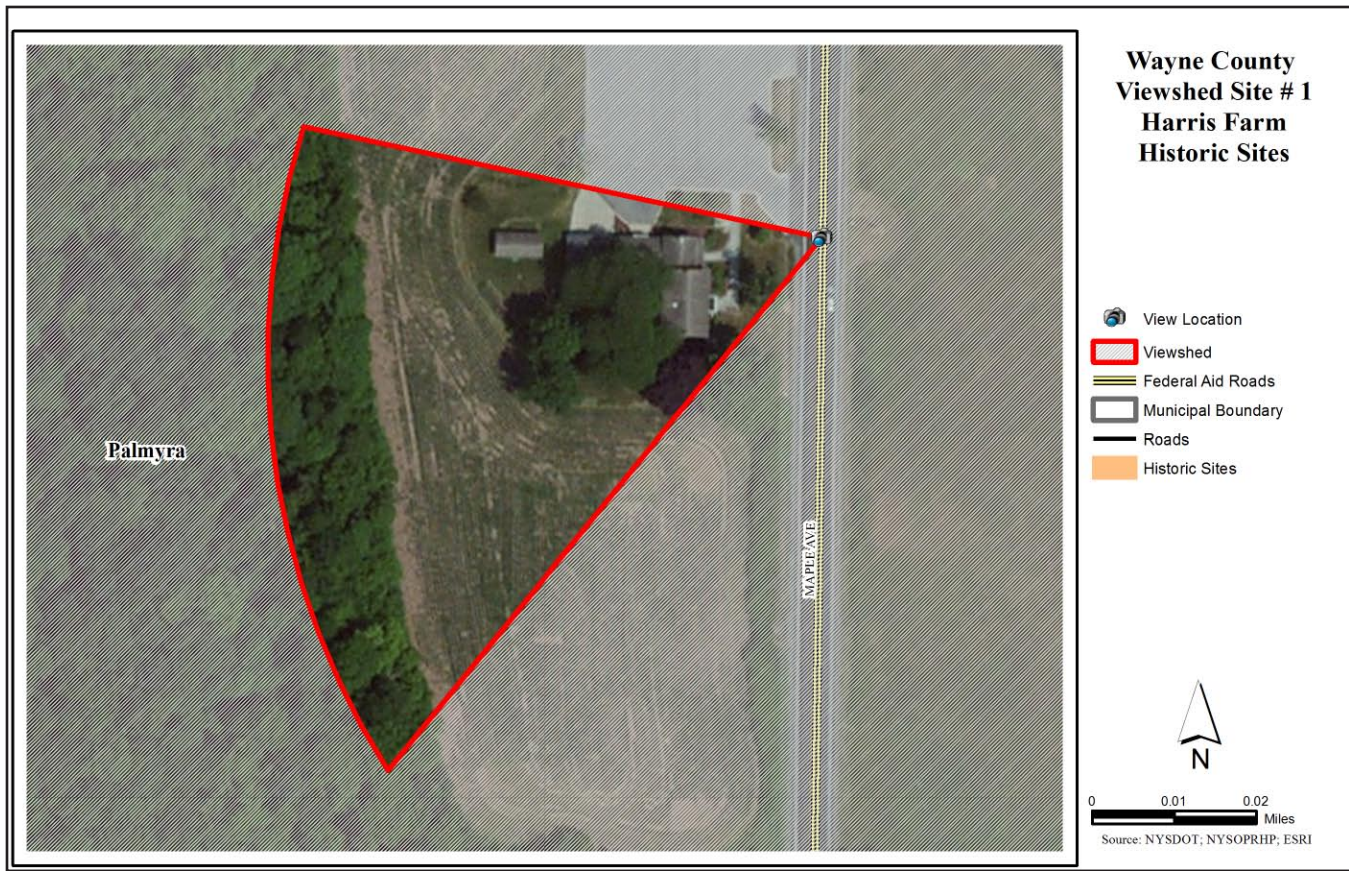 Wayne County
Viewshed Site # 1
Harris Farm
Historic Sites
Palmyra
MAPLE AVE
View Location
Viewshed
Federal Aid Roads
Municipal Boundary
Roads
Historic Sites
N
0 0.01 0.02
Miles
Source: NYSDOT; NYSOPRHP; ESRI